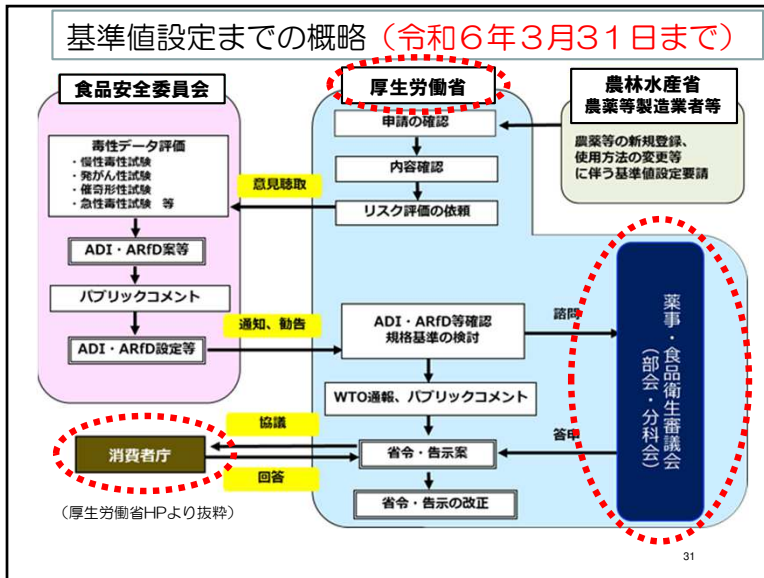 基準値設定までの概略（令和６年３月３１日まで）
食品安全委員会
毒性データ評価
・慢性毒性試験
・発がん性試験
・催奇形性試験
・急性毒性試験　等
ADI・ARfD案等
パブリックコメント
ADI・ARfD設定等
意見聴取
通知、勧告
協議
回答
消費者庁
（厚生労働省HPより抜粋）
厚生労働省
申請の確認
内容確認
リスク評価の依頼
ADI・ARfD等確認
規格基準の検討
WTO通報、パブリックコメント
省令・告示案
省令・告示の改正
農林水産省
農薬等製造業者等
農薬等の新規登録、
使用方法の変更等
に伴う基準値設定要請
諮問
答申
薬事・食品衛生審議会
（部会・分科会）
31